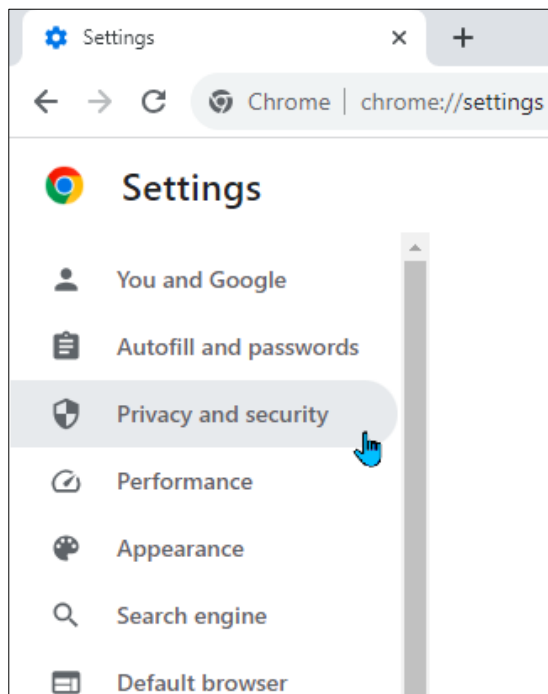 Settings
Chrome | chrome://settings
Settings
You and Google
Autofill and passwords
Privacy and security
Performance
Appearance
Search engine
Default browser